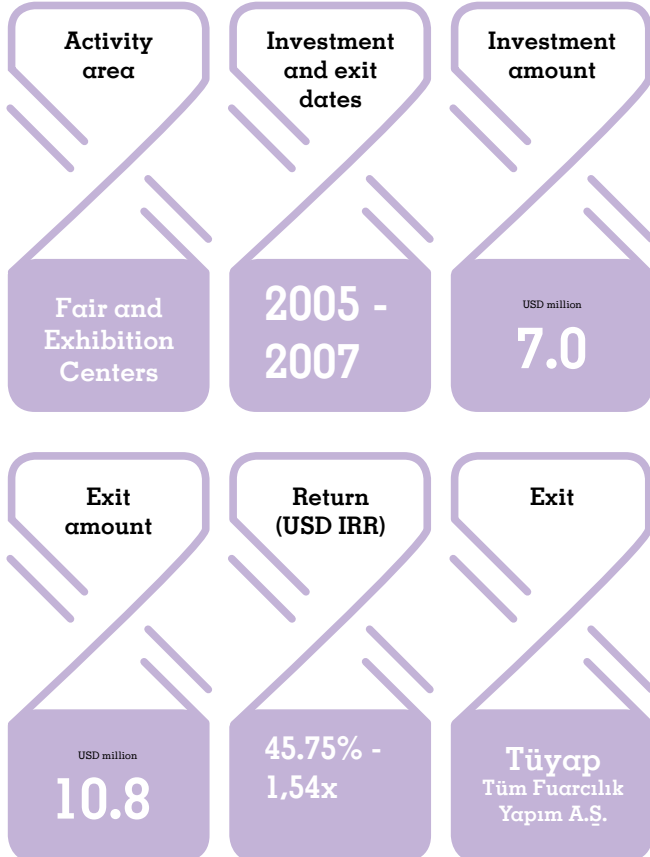 Activity
area
Fair and
Exhibition
Centers
Investment
and exit
dates
2005 -
2007
Investment
amount
USD million
7.0
Exit
amount
USD million
10.8
Return
(USD IRR)
45.75% -
1,54x
Exit
Tüyap
Tüm Fuarcılık
Yapım A.Ş.